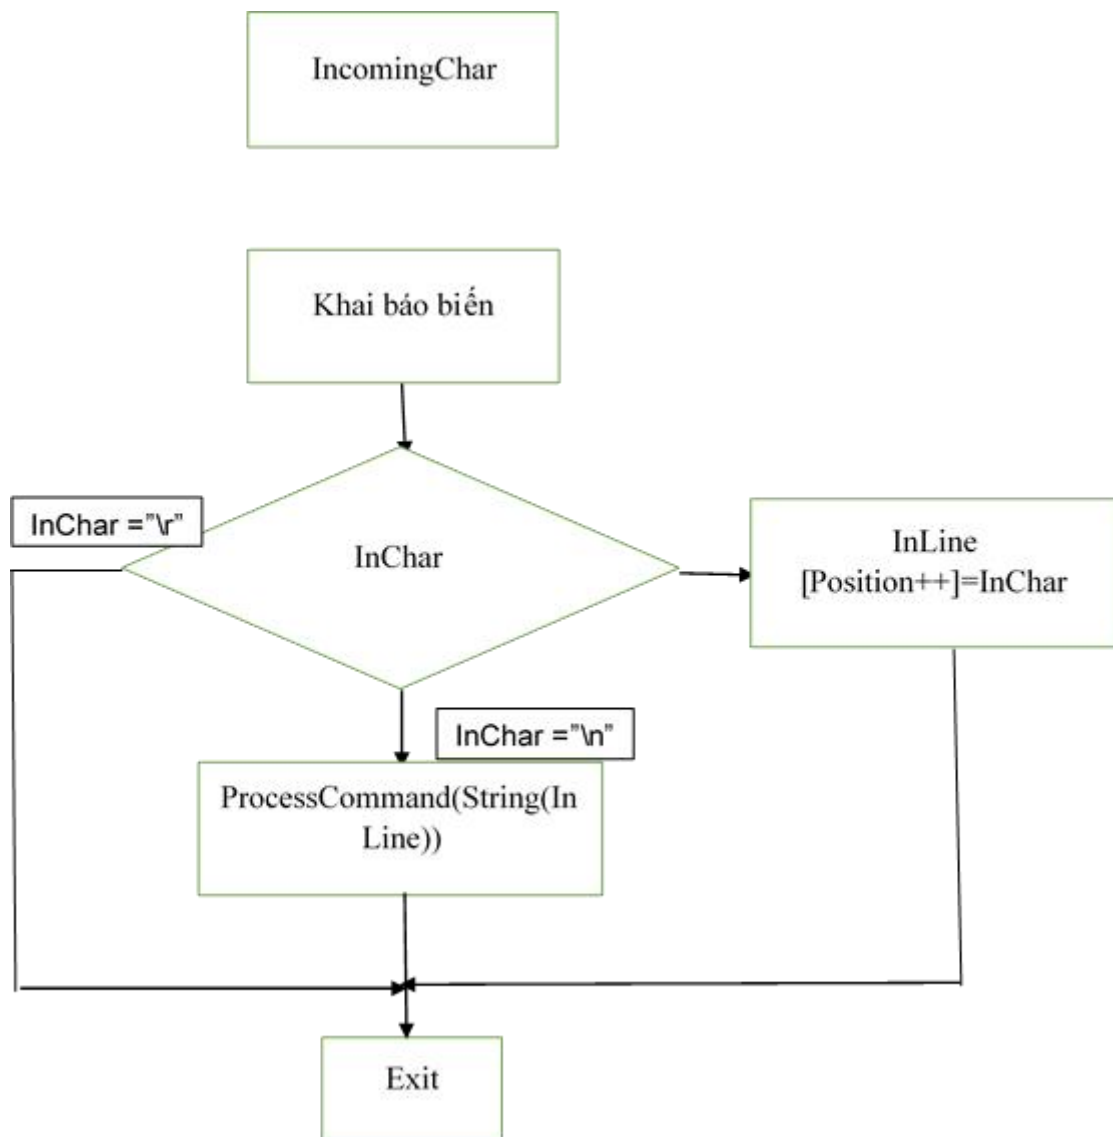 IncomingChar
Khai báo biến
InChar =”\r”
InChar
InLine
[Position++]=InChar
InChar =”\n”
ProcessCommand(String(In
Line))
Exit